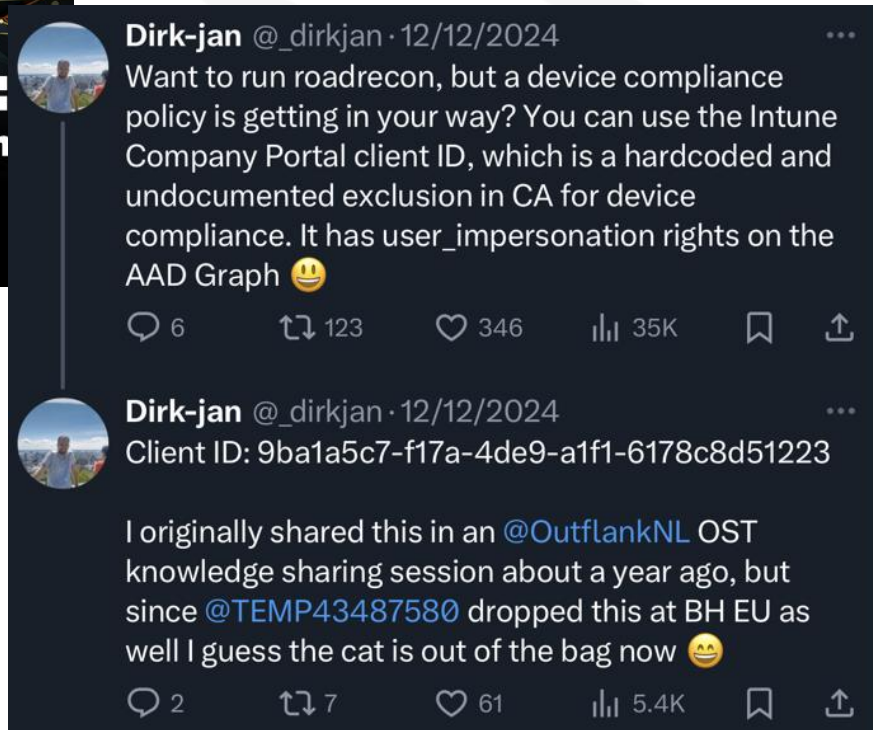 Dirk-jan @_dirkjan · 12/12/2024
Want to run roadrecon, but a device compliance
policy is getting in your way? You can use the Intune
Company Portal client ID, which is a hardcoded and
undocumented exclusion in CA for device
compliance. It has user_impersonation rights on the
AAD Graph 😃
6 123 346 35K
Dirk-jan @_dirkjan · 12/12/2024
Client ID: 9ba1a5c7-f17a-4de9-a1f1-6178c8d51223
I originally shared this in an @OutflankNL OST
knowledge sharing session about a year ago, but
since @TEMP43487580 dropped this at BH EU as
well I guess the cat is out of the bag now 😄
2 7 61 5.4K